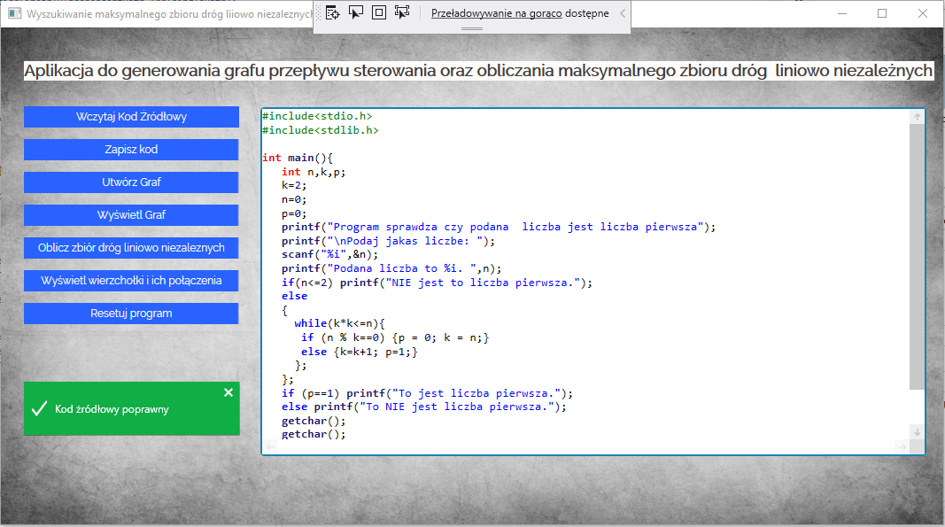 Wyszukiwanie maksymalnego zbioru dróg liiowo niezaleznych
Przeładowywanie na gorąco dostępne
Aplikacja do generowania grafu przepływu sterowania oraz obliczania maksymalnego zbioru dróg  liniowo niezależnych
Wczytaj Kod Źródłowy
Zapisz kod
Utwórz Graf
Wyświetl Graf
Oblicz zbiór dróg liniowo niezaleznych
Wyświetl wierzchołki i ich połączenia
Resetuj program
Kod źródłowy poprawny
#include<stdio.h>
#include<stdlib.h>
int main(){
   int n,k,p;
   k=2;
   n=0;
   p=0;
   printf("Program sprawdza czy podana  liczba jest liczba pierwsza");
   printf("\nPodaj jakas liczbe: ");
   scanf("%i",&n);
   printf("Podana liczba to %i. ",n);
   if(n<=2) printf("NIE jest to liczba pierwsza.");
   else
   {
     while(k*k<=n){
      if (n % k==0) {p = 0; k = n;}
      else {k=k+1; p=1;}
     };
   };
   if (p==1) printf("To jest liczba pierwsza.");
   else printf("To NIE jest liczba pierwsza.");
   getchar();
   getchar();